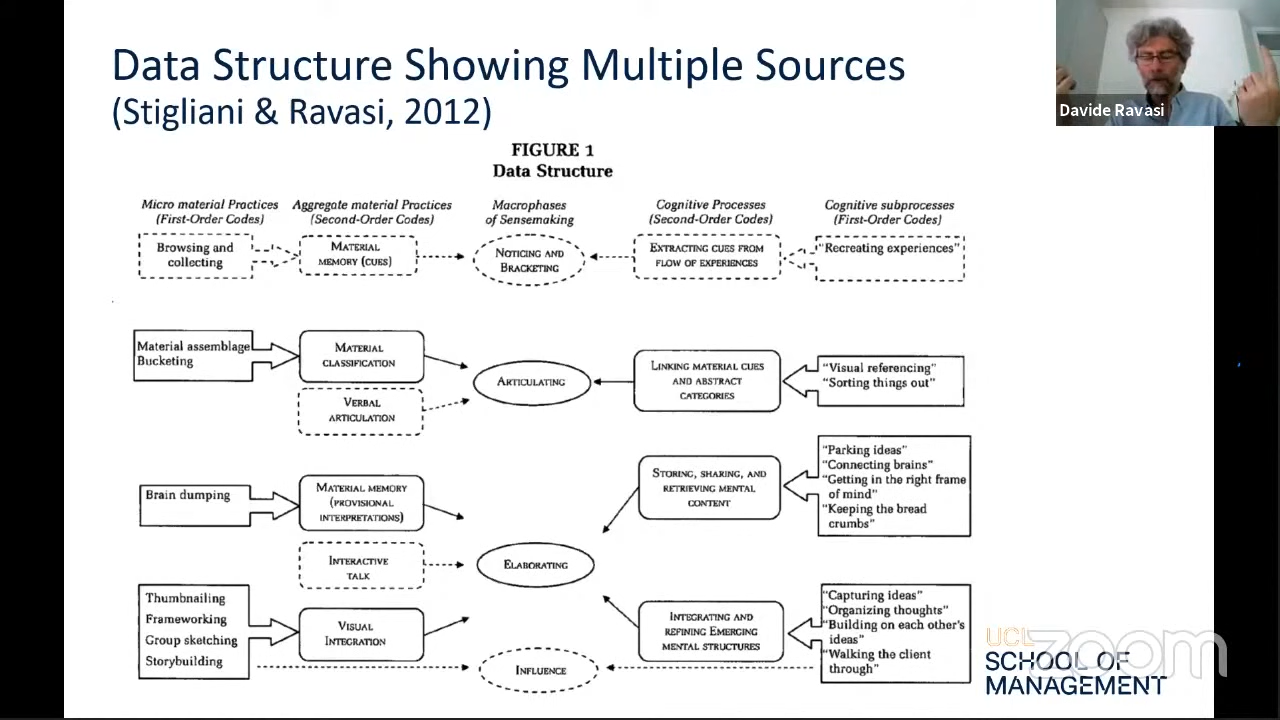 Data Structure Showing Multiple Sources
(Stigliani & Ravasi, 2012)
Davide Ravasi
FIGURE 1
Data Structure
Micro material Practices
(First-Order Codes)
Aggregate material Practices
(Second-Order Codes)
Macrophases
of Sensemaking
Cognitive Processes
(Second-Order Codes)
Cognitive subprocesses
(First-Order Codes)
Browsing and
collecting
MATERIAL
MEMORY (CUES)
NOTICING AND
BRACKETING
EXTRACTING CUES FROM
FLOW OF EXPERIENCES
"Recreating experiences"
Material assemblage
Bucketing
MATERIAL
CLASSIFICATION
VERBAL
ARTICULATION
ARTICULATING
LINKING MATERIAL CUES
AND ABSTRACT
CATEGORIES
"Visual referencing"
"Sorting things out"
Brain dumping
MATERIAL MEMORY
(PROVISIONAL
INTERPRETATIONS)
INTERACTIVE
TALK
ELABORATING
STORING, SHARING, AND
RETRIEVING MENTAL
CONTENT
"Parking ideas"
"Connecting brains"
"Getting in the right frame
of mind"
"Keeping the bread
crumbs"
Thumbnailing
Frameworking
Group sketching
Storybuilding
VISUAL
INTEGRATION
INFLUENCE
INTEGRATING AND
REFINING EMERGING
MENTAL STRUCTURES
"Capturing ideas"
"Organizing thoughts"
"Building on each other's
ideas"
"Walking the client
through"
UCL
SCHOOL OF
MANAGEMENT
zoom